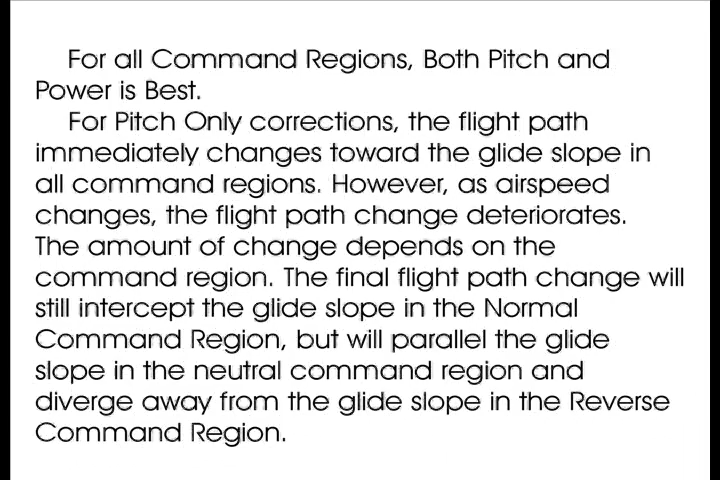 For all Command Regions, Both Pitch and
Power is Best.
For Pitch Only corrections, the flight path
immediately changes toward the glide slope in
all command regions. However, as airspeed
changes, the flight path change deteriorates.
The amount of change depends on the
command region. The final flight path change will
still intercept the glide slope in the Normal
Command Region, but will parallel the glide
slope in the neutral command region and
diverge away from the glide slope in the Reverse
Command Region.